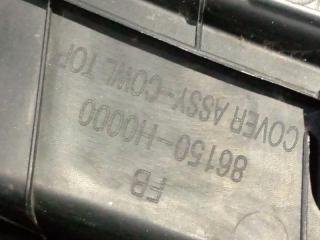 FB
86150-H0000
COVER ASSY-COWL TOP